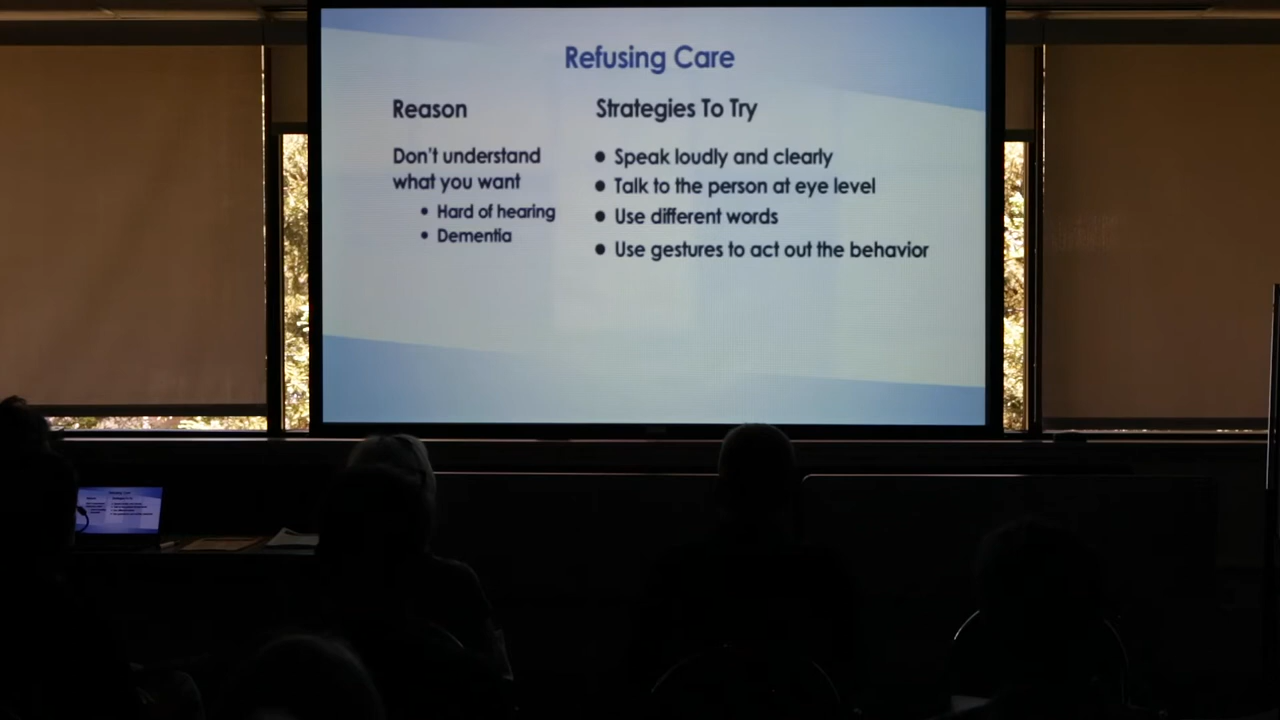 Refusing Care
Reason
Don't understand
what you want
• Hard of hearing
• Dementia
Strategies To Try
• Speak loudly and clearly
• Talk to the person at eye level
• Use different words
• Use gestures to act out the behavior